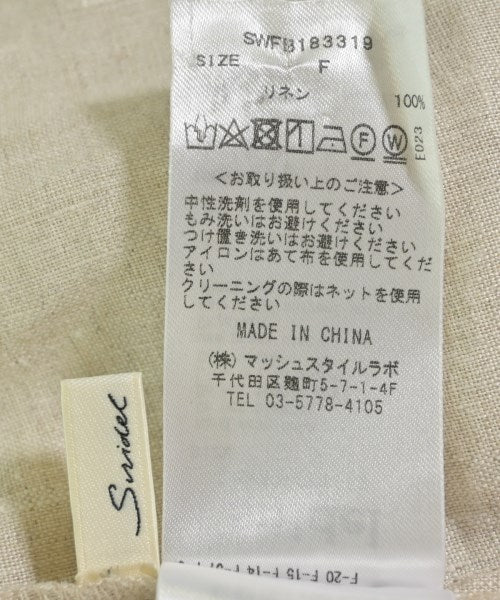 SWFB183319
SIZE F
リネン 100%
E023
F W
<お取り扱い上のご注意>
中性洗剤を使用してください
もみ洗いはお避けください
つけ置き洗いはお避けください
アイロンはあて布を使用してくだ
さい
クリーニングの際はネットを使用
してください
MADE IN CHINA
(株) マッシュスタイルラボ
千代田区麹町5-7-1-4F
TEL 03-5778-4105
Snidel
F-20 F-15 F-14 F-07